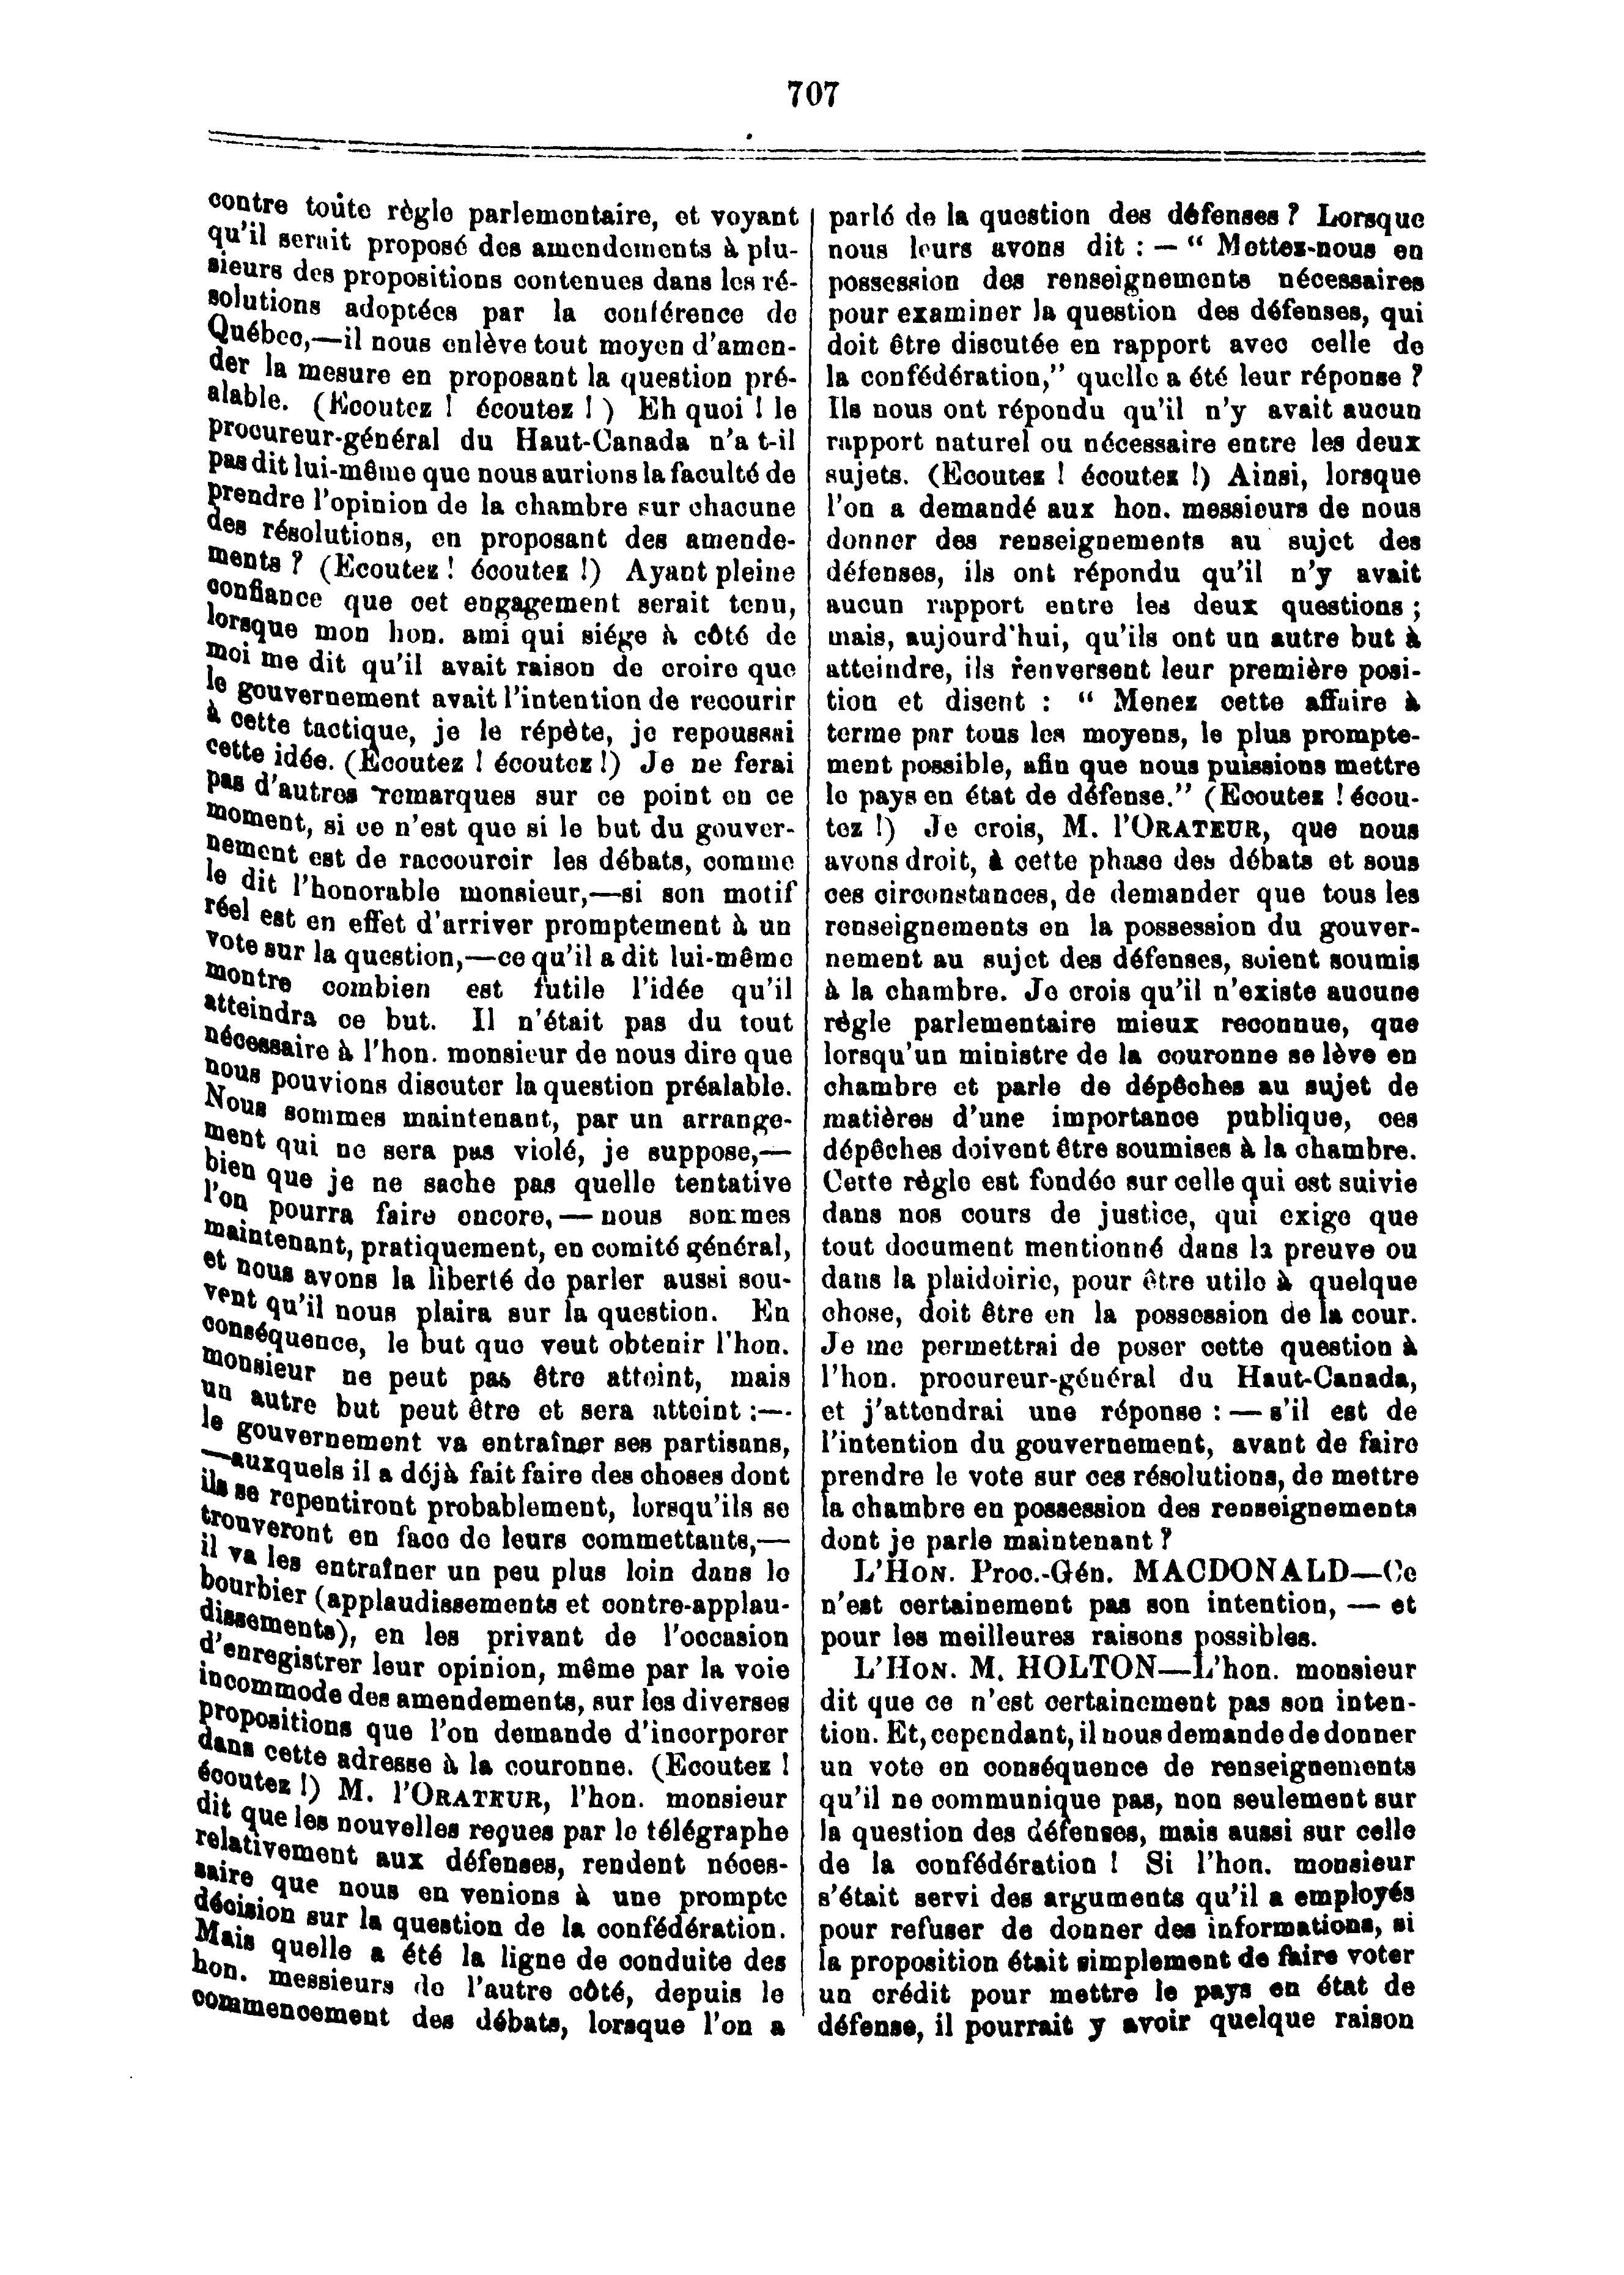 707
contre toute règle parlementaire, et voyant
qu'il serait proposé des amendements à plu-
sieurs des propositions contenues dans les ré-
solutions adoptées par la conférence de
Québec,—il nous enlève tout moyen d'amen-
der la mesure en proposant la question pré-
alable. (Ecoutez ! écoutez !) Eh quoi ! le
procureur-général du Haut-Canada n'a t-il
pas dit lui-même que nous aurions la faculté de
prendre l'opinion de la chambre sur chacune
des résolutions, en proposant des amende-
ments ? (Ecoutez ! écoutez !) Ayant pleine
confiance que cet engagement serait tenu,
lorsque mon hon. ami qui siége à côté de
moi me dit qu'il avait raison de croire que
le gouvernement avait l'intention de recourir
à cette tactique, je le répète, je repoussai
cette idée. (Ecoutez ! écoutez !) Je ne ferai
pas d'autres remarques sur ce point en ce
moment, si ce n'est que si le but du gouver-
nement est de raccourcir les débats, comme
le dit l'honorable monsieur,—si son motif
réel est en effet d'arriver promptement à un
vote sur la question,—ce qu'il a dit lui-même
montre combien est futile l'idée qu'il
atteindra ce but. Il n'était pas du tout
nécessaire à l'hon. monsieur de nous dire que
nous pouvions discuter la question préalable.
Nous sommes maintenant, par un arrange-
ment qui ne sera pas violé, je suppose,—
bien que je ne sache pas quelle tentative
l'on pourra faire encore,—nous sommes
maintenant, pratiquement, en comité général,
et nous avons la liberté de parler aussi sou-
vent qu'il nous plaira sur la question. En
conséquence, le but que veut obtenir l'hon.
monsieur ne peut pas être atteint, mais
un autre but peut être et sera atteint :—
le gouvernement va entraîner ses partisans,
—auxquels il a déjà fait faire des choses dont
ils se repentiront probablement, lorsqu'ils se
trouveront en face de leurs commettants,—
il va les entraîner un peu plus loin dans le
bourbier (applaudissements et contre-applau-
dissements), en les privant de l'occasion
d'enregistrer leur opinion, même par la voie
incommode des amendements, sur les diverses
propositions que l'on demande d'incorporer
dans cette adresse à la couronne. (Ecoutez !
écoutez !) M. l'ORATEUR, l'hon. monsieur
dit que les nouvelles reçues par le télégraphe
relativement aux défenses, rendent néces-
saire que nous en venions à une prompte
décision sur la question de la confédération.
Mais quelle a été la ligne de conduite des
hon. messieurs de l'autre côté, depuis le
commencement des débats, lorsque l'on a
parlé de la question des défenses ? Lorsque
nous leurs avons dit : — “ Mettez-nous en
possession des renseignements nécessaires
pour examiner la question des défenses, qui
doit être discutée en rapport avec celle de
la confédération,” quelle a été leur réponse ?
Ils nous ont répondu qu'il n'y avait aucun
rapport naturel ou nécessaire entre les deux
sujets. (Ecoutez ! écoutez !) Ainsi, lorsque
l'on a demandé aux hon. messieurs de nous
donner des renseignements au sujet des
défenses, ils ont répondu qu'il n'y avait
aucun rapport entre les deux questions ;
mais, aujourd'hui, qu'ils ont un autre but à
atteindre, ils renversent leur première posi-
tion et disent : “ Menez cette affaire à
terme par tous les moyens, le plus prompte-
ment possible, afin que nous puissions mettre
le pays en état de défense.” (Ecoutez ! écou-
tez !) Je crois, M. l'ORATEUR, que nous
avons droit, à cette phase des débats et sous
ces circonstances, de demander que tous les
renseignements en la possession du gouver-
nement au sujet des défenses, soient soumis
à la chambre. Je crois qu'il n'existe aucune
règle parlementaire mieux reconnue, que
lorsqu'un ministre de la couronne se lève en
chambre et parle de dépêches au sujet de
matières d'une importance publique, ces
dépêches doivent être soumises à la chambre.
Cette règle est fondée sur celle qui est suivie
dans nos cours de justice, qui exige que
tout document mentionné dans la preuve ou
dans la plaidoirie, pour être utile à quelque
chose, doit être en la possession de la cour.
Je me permettrai de poser cette question à
l'hon. procureur-général du Haut-Canada,
et j'attendrai une réponse : — s'il est de
l'intention du gouvernement, avant de faire
prendre le vote sur ces résolutions, de mettre
la chambre en possession des renseignements
dont je parle maintenant ?
L'HON. Proc.-Gén. MACDONALD—Ce
n'est certainement pas son intention, — et
pour les meilleures raisons possibles.
L'HON. M. HOLTON—L'hon. monsieur
dit que ce n'est certainement pas son inten-
tion. Et, cependant, il nous demande de donner
un vote en conséquence de renseignements
qu'il ne communique pas, non seulement sur
la question des défenses, mais aussi sur celle
de la confédération ! Si l'hon. monsieur
s'était servi des arguments qu'il a employés
pour refuser de donner des informations, si
la proposition était simplement de faire voter
un crédit pour mettre le pays en état de
défense, il pourrait y avoir quelque raison